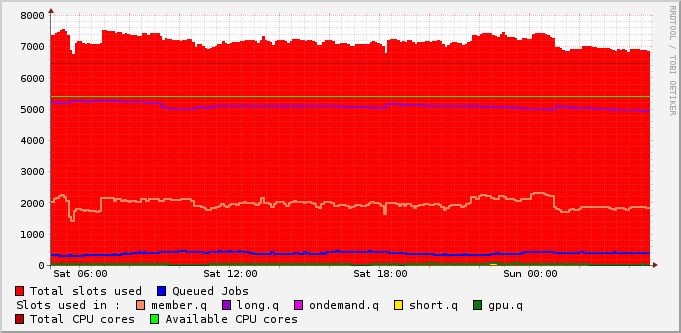 8000
7000
6000
5000
4000
3000
2000
1000
0
Sat 06:00 Sat 12:00 Sat 18:00 Sun 00:00
Total slots used Queued Jobs
Slots used in : member.q long.q ondemand.q short.q gpu.q
Total CPU cores Available CPU cores
RRDTOOL / TOBI OETIKER